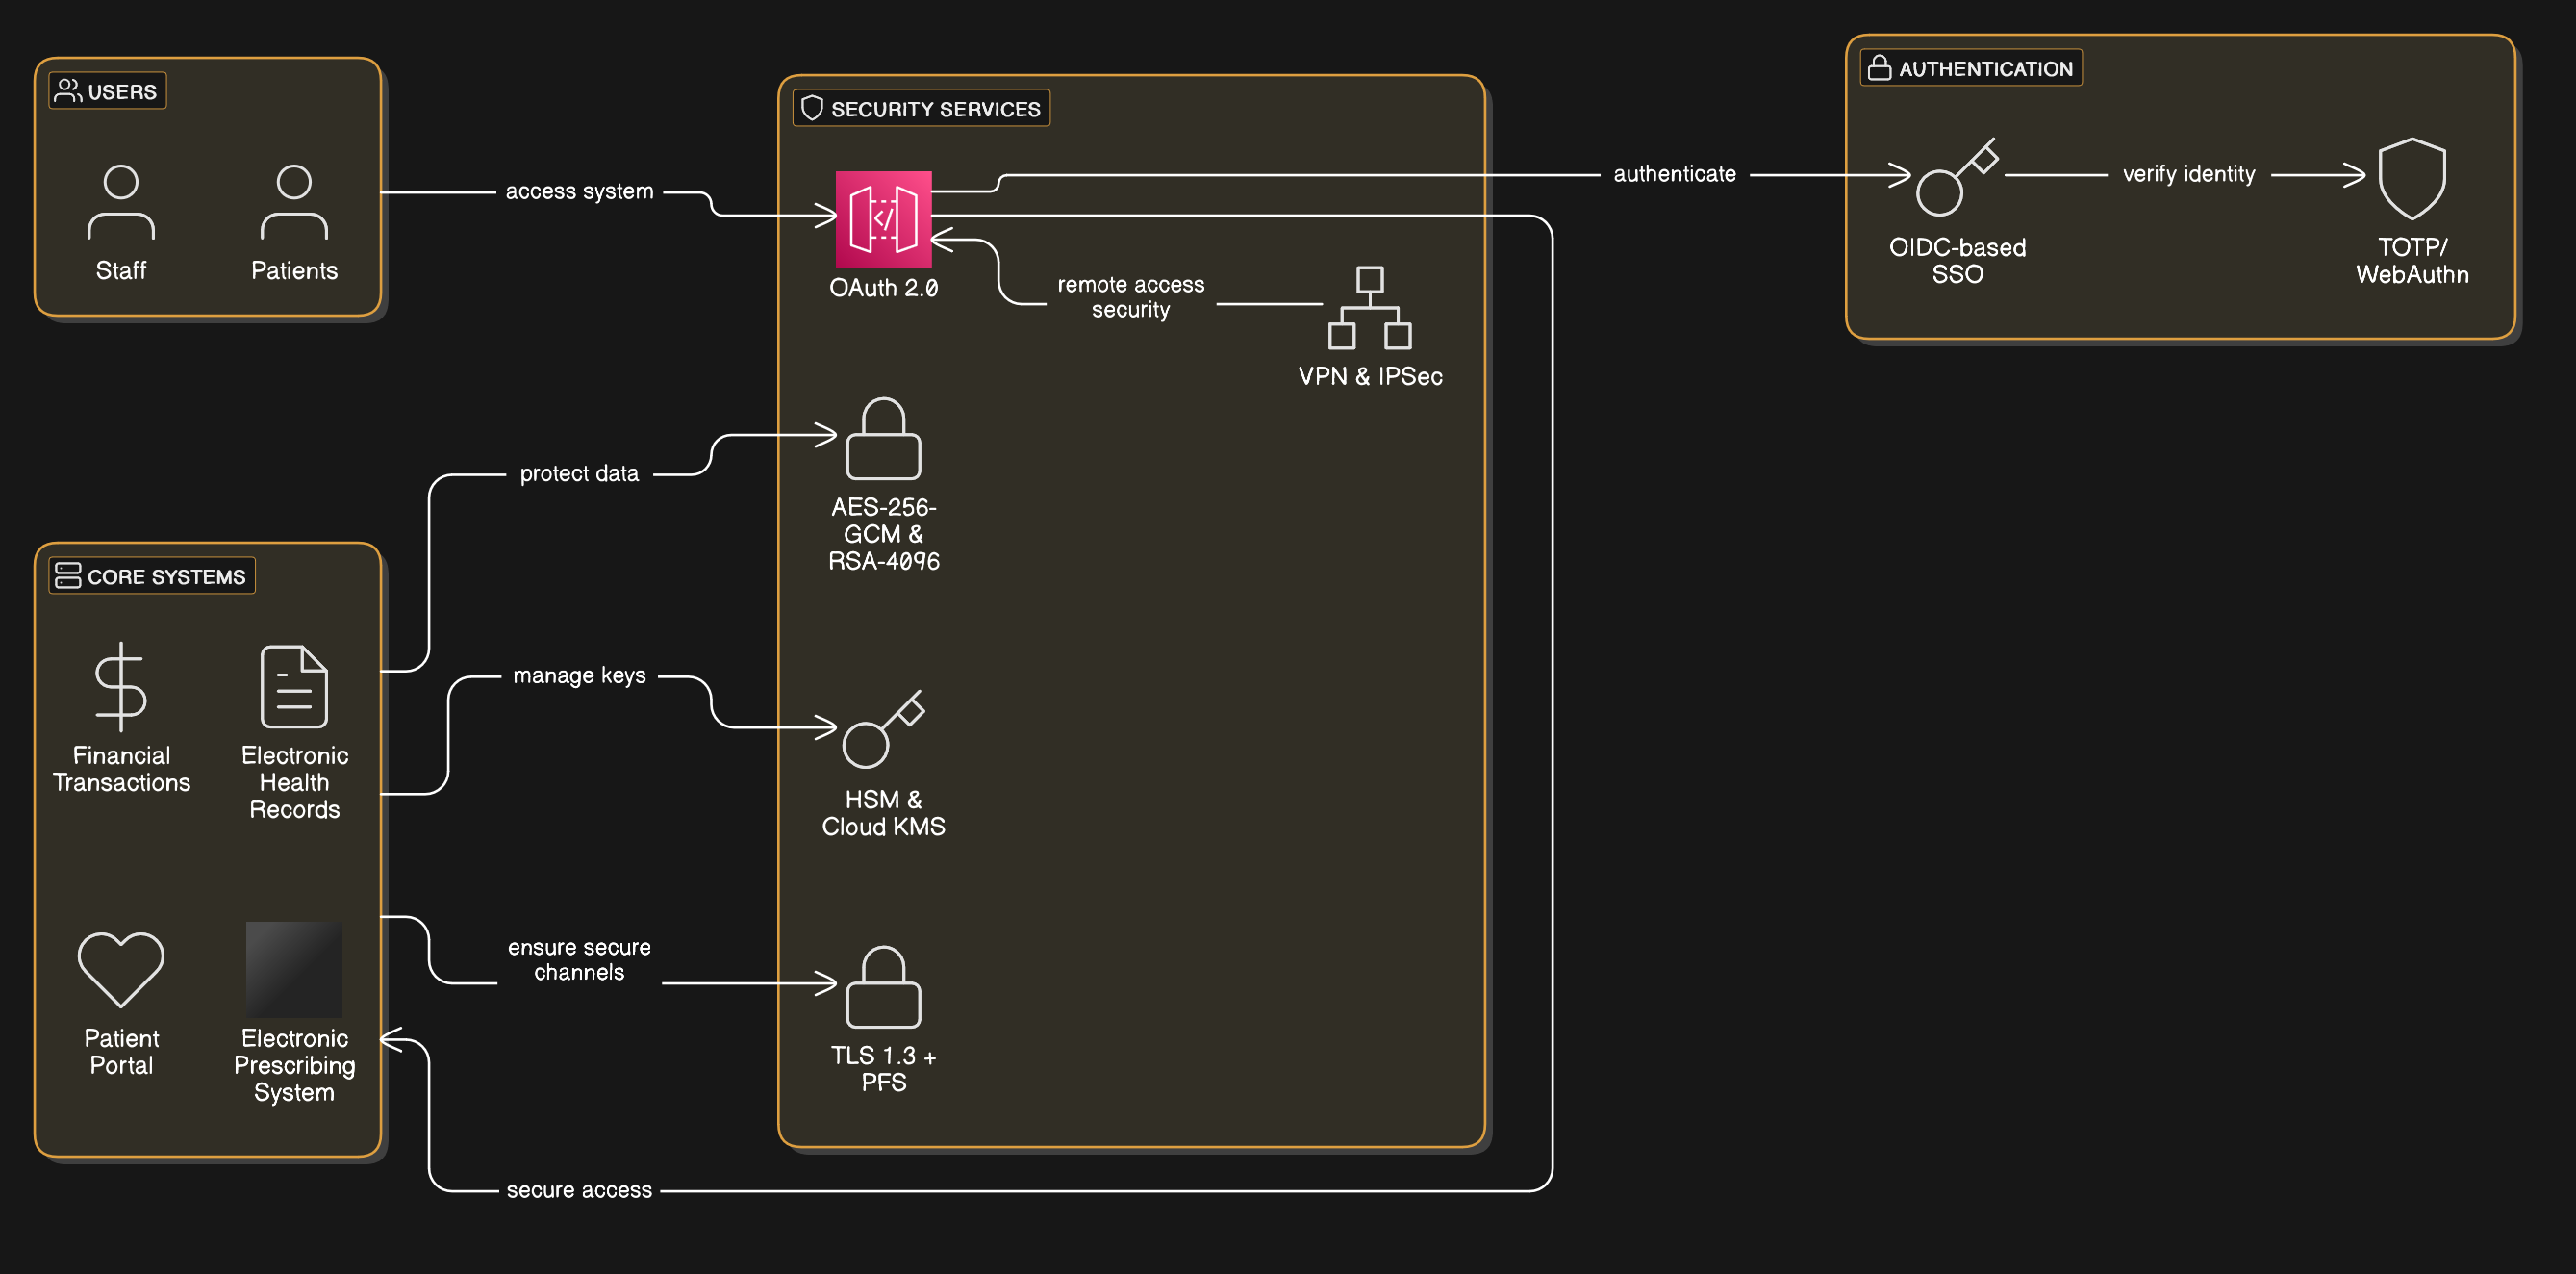 USERS
Staff
Patients
access system
SECURITY SERVICES
OAuth 2.0
remote access
security
VPN & IPSec
authenticate
AUTHENTICATION
OIDC-based
SSO
verify identity
TOTP/
WebAuthn
protect data
AES-256-
GCM &
RSA-4096
CORE SYSTEMS
Financial
Transactions
Electronic
Health
Records
manage keys
HSM &
Cloud KMS
Patient
Portal
Electronic
Prescribing
System
ensure secure
channels
TLS 1.3 +
PFS
secure access